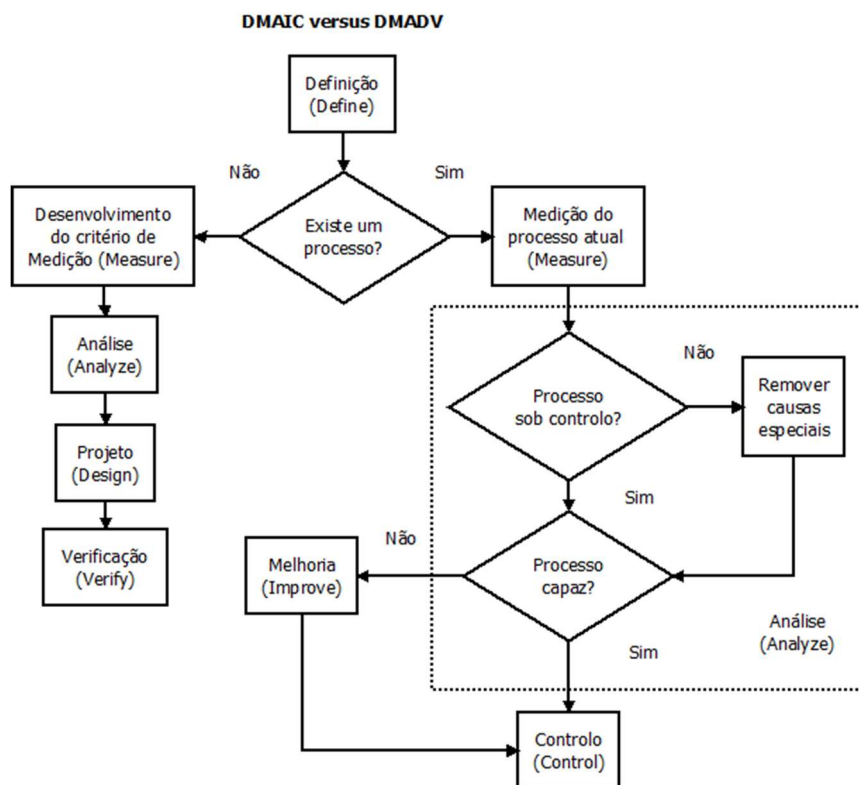 DMAIC versus DMADV
Definição
(Define)
Não
Sim
Desenvolvimento
do critério de
Medição (Measure)
Existe um
processo?
Medição do
processo atual
(Measure)
Análise
(Analyze)
Não
Processo
sob controlo?
Remover
causas
especiais
Projeto
(Design)
Sim
Verificação
(Verify)
Melhoria
(Improve)
Não
Processo
capaz?
Análise
(Analyze)
Sim
Controlo
(Control)